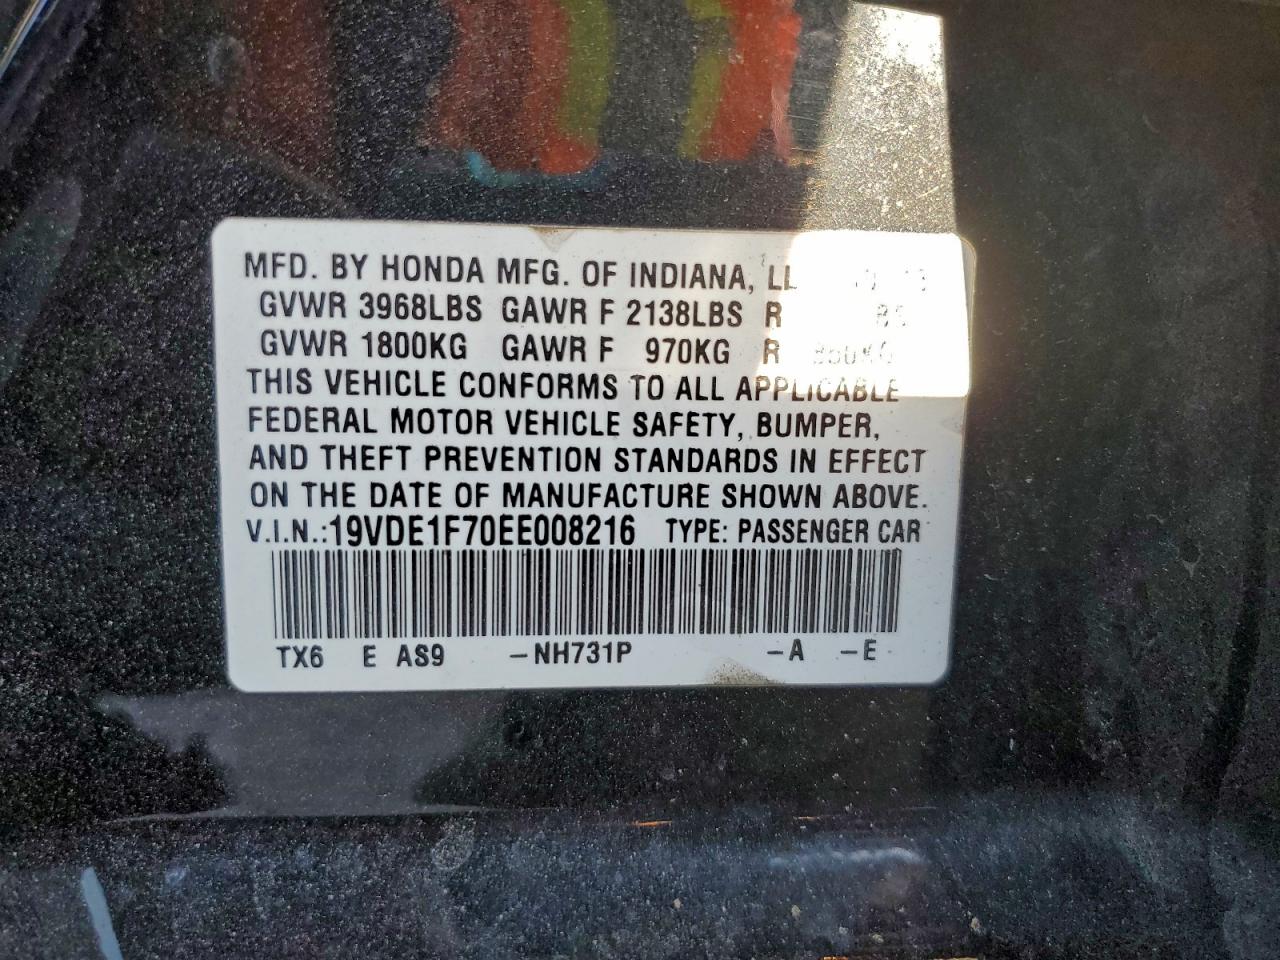 MFD. BY HONDA MFG. OF INDIANA, LL
GVWR 3968LBS GAWR F 2138LBS R
GVWR 1800KG GAWR F 970KG R
THIS VEHICLE CONFORMS TO ALL APPLICABLE
FEDERAL MOTOR VEHICLE SAFETY, BUMPER,
AND THEFT PREVENTION STANDARDS IN EFFECT
ON THE DATE OF MANUFACTURE SHOWN ABOVE.
V.I.N.:19VDE1F70EE008216 TYPE: PASSENGER CAR
TX6 E AS9 -NH731P -A -E